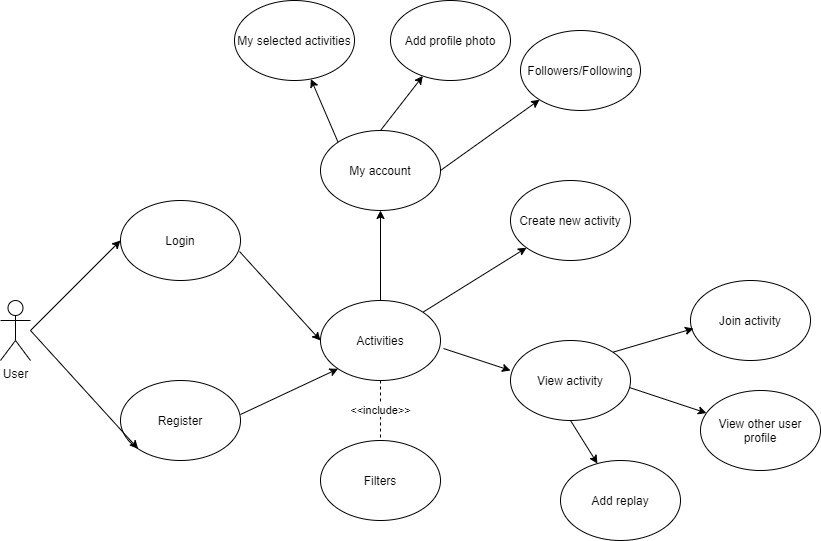 My selected activities
Add profile photo
Followers/Following
My account
Login
Create new activity
User
Activities
Join activity
View activity
Register
<<include>>
View other user
profile
Filters
Add replay